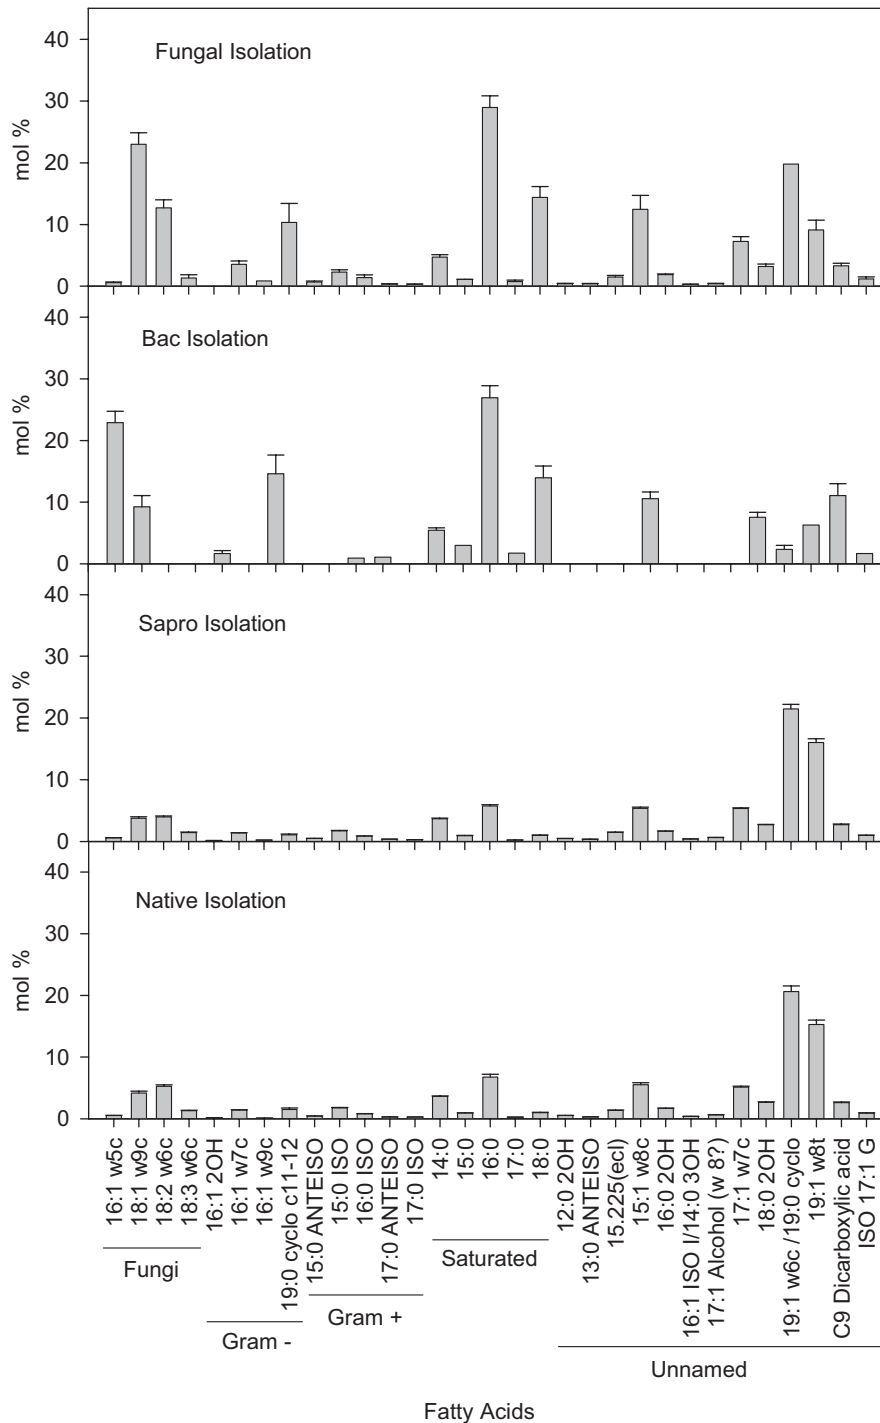 40
Fungal Isolation
30
mol %
20
10
0
40
Bac Isolation
30
mol %
20
10
0
40
Sapro Isolation
30
mol %
20
10
0
40
Native Isolation
30
mol %
20
10
0
16:1 w5c
18:1 w9c
18:2 w6c
18:3 w6c
16:1 2OH
16:1 w7c
16:1 w9c
19:0 cyclo c11-12
15:0 ANTEISO
15:0 ISO
16:0 ISO
17:0 ANTEISO
17:0 ISO
14:0
15:0
16:0
17:0
18:0
12:0 2OH
13:0 ANTEISO
15.225(ecl)
15:1 w8c
16:0 2OH
16:1 ISO I/14:0 3OH
17:1 Alcohol (w 8?)
17:1 w7c
18:0 2OH
19:1 w6c /19:0 cyclo
19:1 w8t
C9 Dicarboxylic acid
ISO 17:1 G
Fungi
Gram -
Gram +
Saturated
Unnamed
Fatty Acids